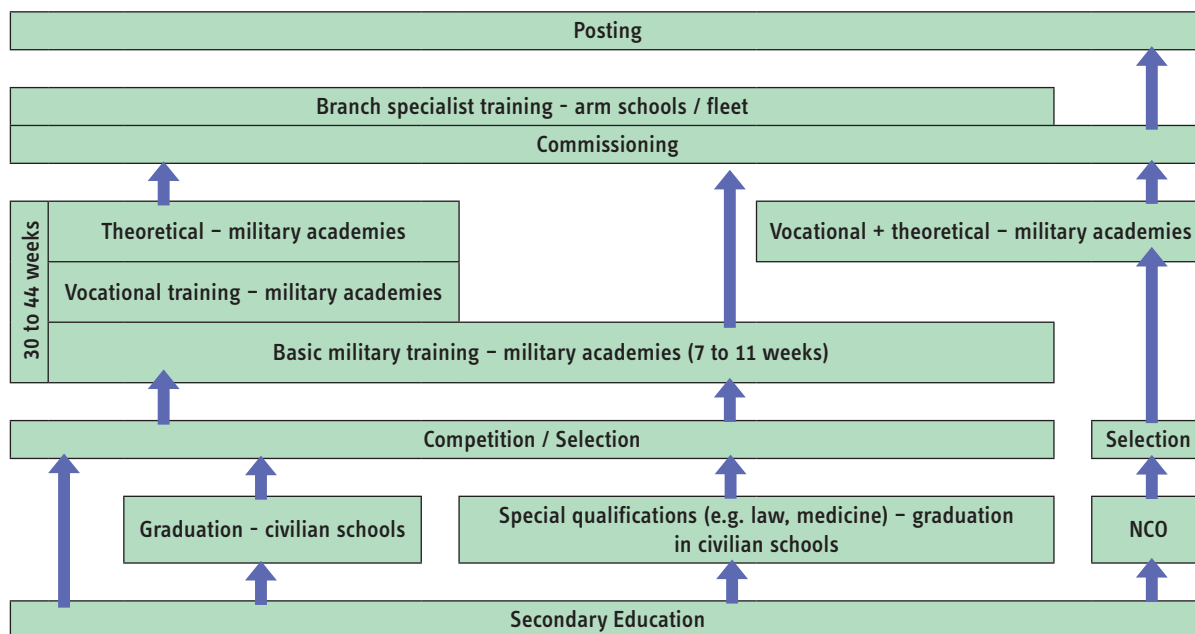 Posting
Branch specialist training - arm schools / fleet
Commissioning
30 to 44 weeks
Theoretical – military academies
Vocational + theoretical – military academies
Vocational training – military academies
Basic military training – military academies (7 to 11 weeks)
Competition / Selection
Selection
Graduation - civilian schools
Special qualifications (e.g. law, medicine) – graduation
in civilian schools
NCO
Secondary Education